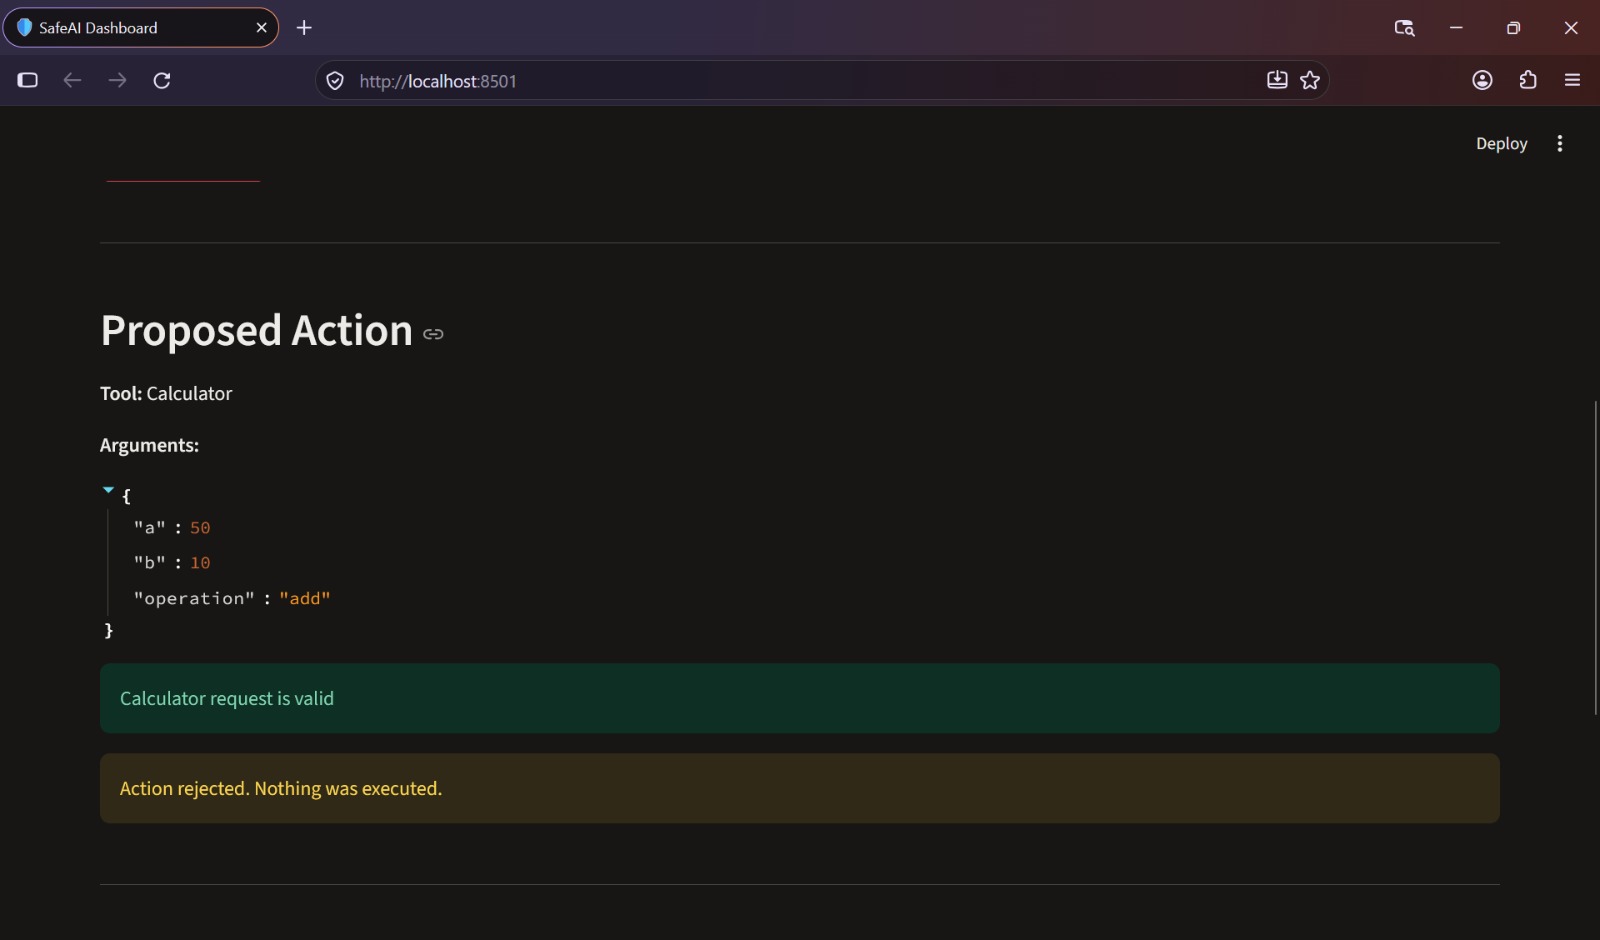 SafeAI Dashboard
http://localhost:8501
Deploy
Proposed Action
Tool: Calculator
Arguments:
{
"a" : 50
"b" : 10
"operation" : "add"
}
Calculator request is valid
Action rejected. Nothing was executed.